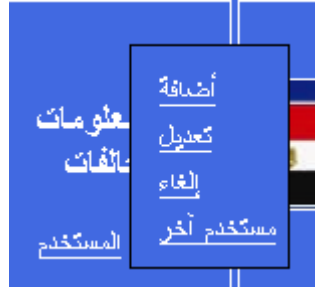 أضافة
تعديل
إلغاء
مستخدم آخر
المستخدم